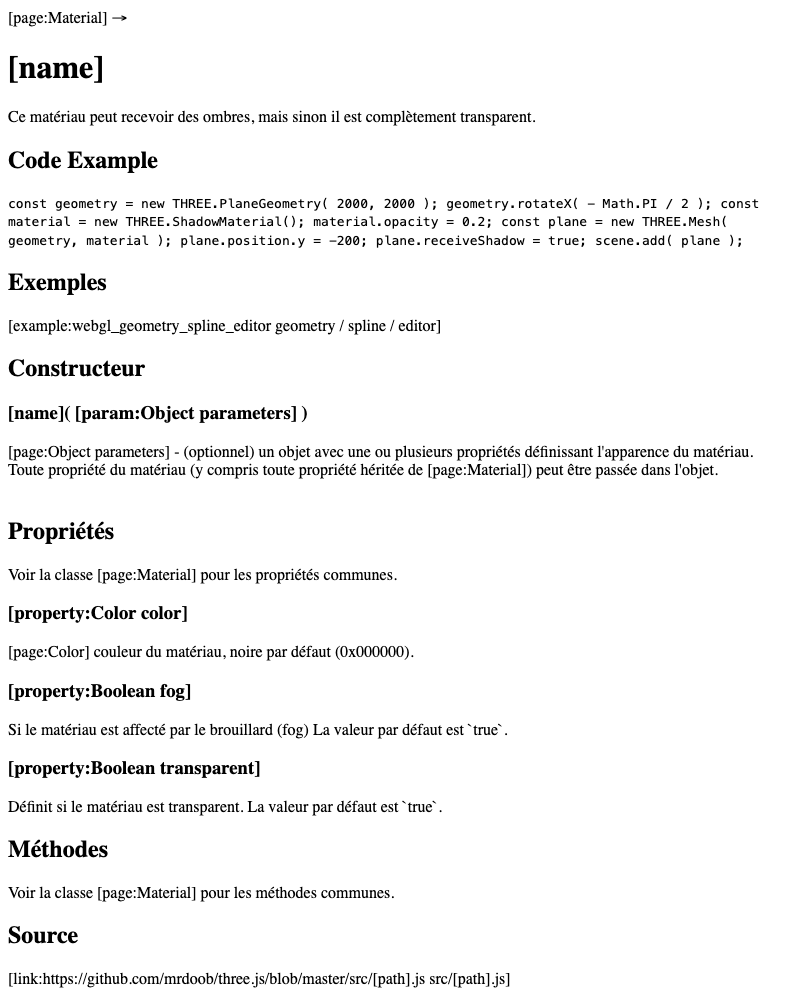 [page:Material] →
[name]
Ce matériau peut recevoir des ombres, mais sinon il est complètement transparent.
Code Example
const geometry = new THREE.PlaneGeometry( 2000, 2000 ); geometry.rotateX( - Math.PI / 2 ); const
material = new THREE.ShadowMaterial(); material.opacity = 0.2; const plane = new THREE.Mesh(
geometry, material ); plane.position.y = -200; plane.receiveShadow = true; scene.add( plane );
Exemples
[example:webgl_geometry_spline_editor geometry / spline / editor]
Constructeur
[name]( [param:Object parameters] )
[page:Object parameters] - (optionnel) un objet avec une ou plusieurs propriétés définissant l'apparence du matériau.
Toute propriété du matériau (y compris toute propriété héritée de [page:Material]) peut être passée dans l'objet.
Propriétés
Voir la classe [page:Material] pour les propriétés communes.
[property:Color color]
[page:Color] couleur du matériau, noire par défaut (0x000000).
[property:Boolean fog]
Si le matériau est affecté par le brouillard (fog) La valeur par défaut est `true`.
[property:Boolean transparent]
Définit si le matériau est transparent. La valeur par défaut est `true`.
Méthodes
Voir la classe [page:Material] pour les méthodes communes.
Source
[link:https://github.com/mrdoob/three.js/blob/master/src/[path].js src/[path].js]